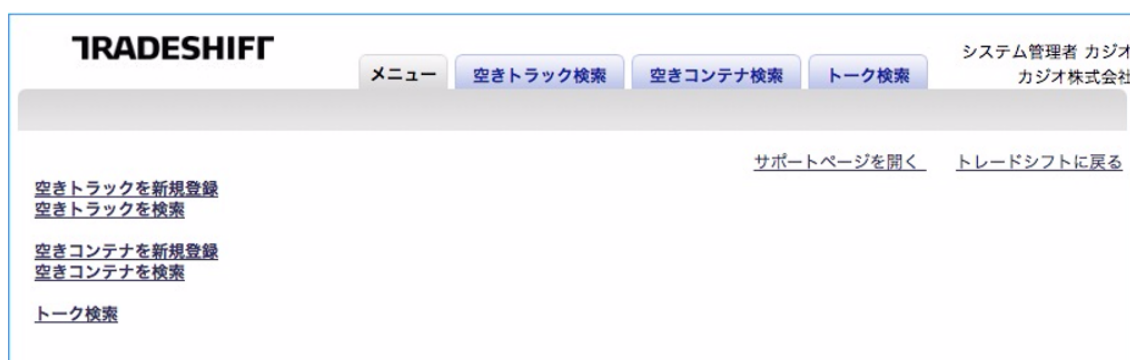 TRADESHIFT
メニュー 空きトラック検索 空きコンテナ検索 トーク検索
システム管理者 カジオ
カジオ株式会社
サポートページを開く トレードシフトに戻る
空きトラックを新規登録
空きトラックを検索
空きコンテナを新規登録
空きコンテナを検索
トーク検索